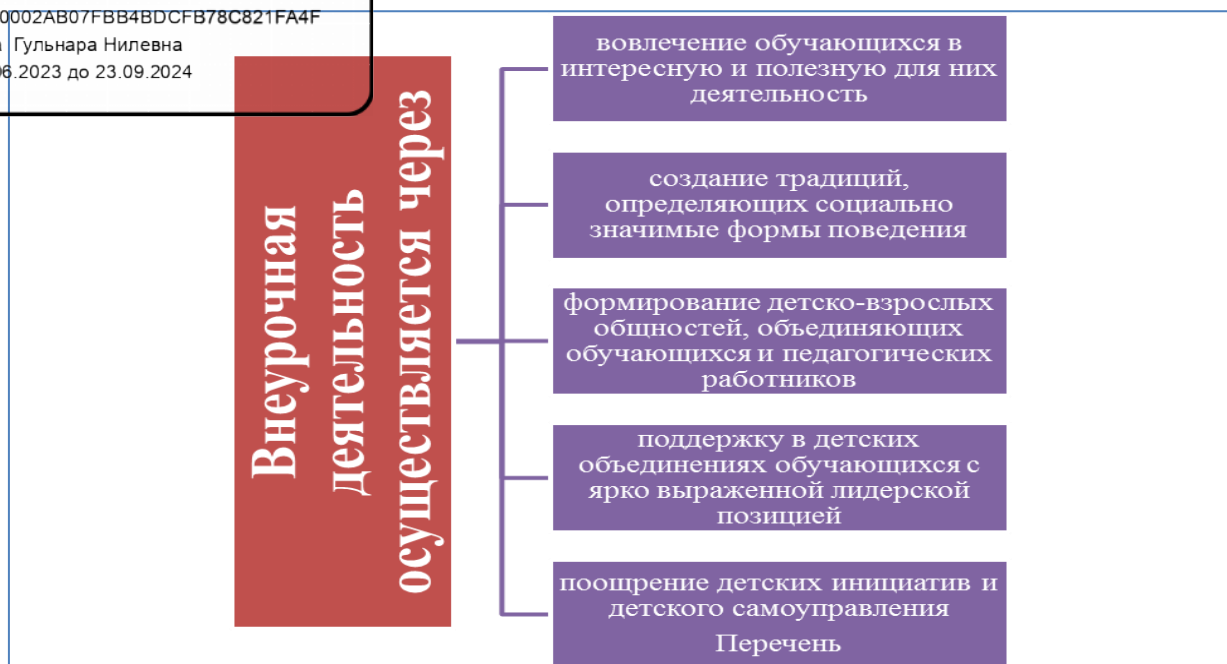 0002AB07FBB4BDCFB78C821FA4F
Гульнара Нилевна
6.2023 до 23.09.2024
Внеурочная
деятельность
осуществляется через
вовлечение обучающихся в
интересную и полезную для них
деятельность
создание традиций,
определяющих социально
значимые формы поведения
формирование детско-взрослых
общностей, объединяющих
обучающихся и педагогических
работников
поддержку в детских
объединениях обучающихся с
ярко выраженной лидерской
позицией
поощрение детских инициатив и
детского самоуправления
Перечень